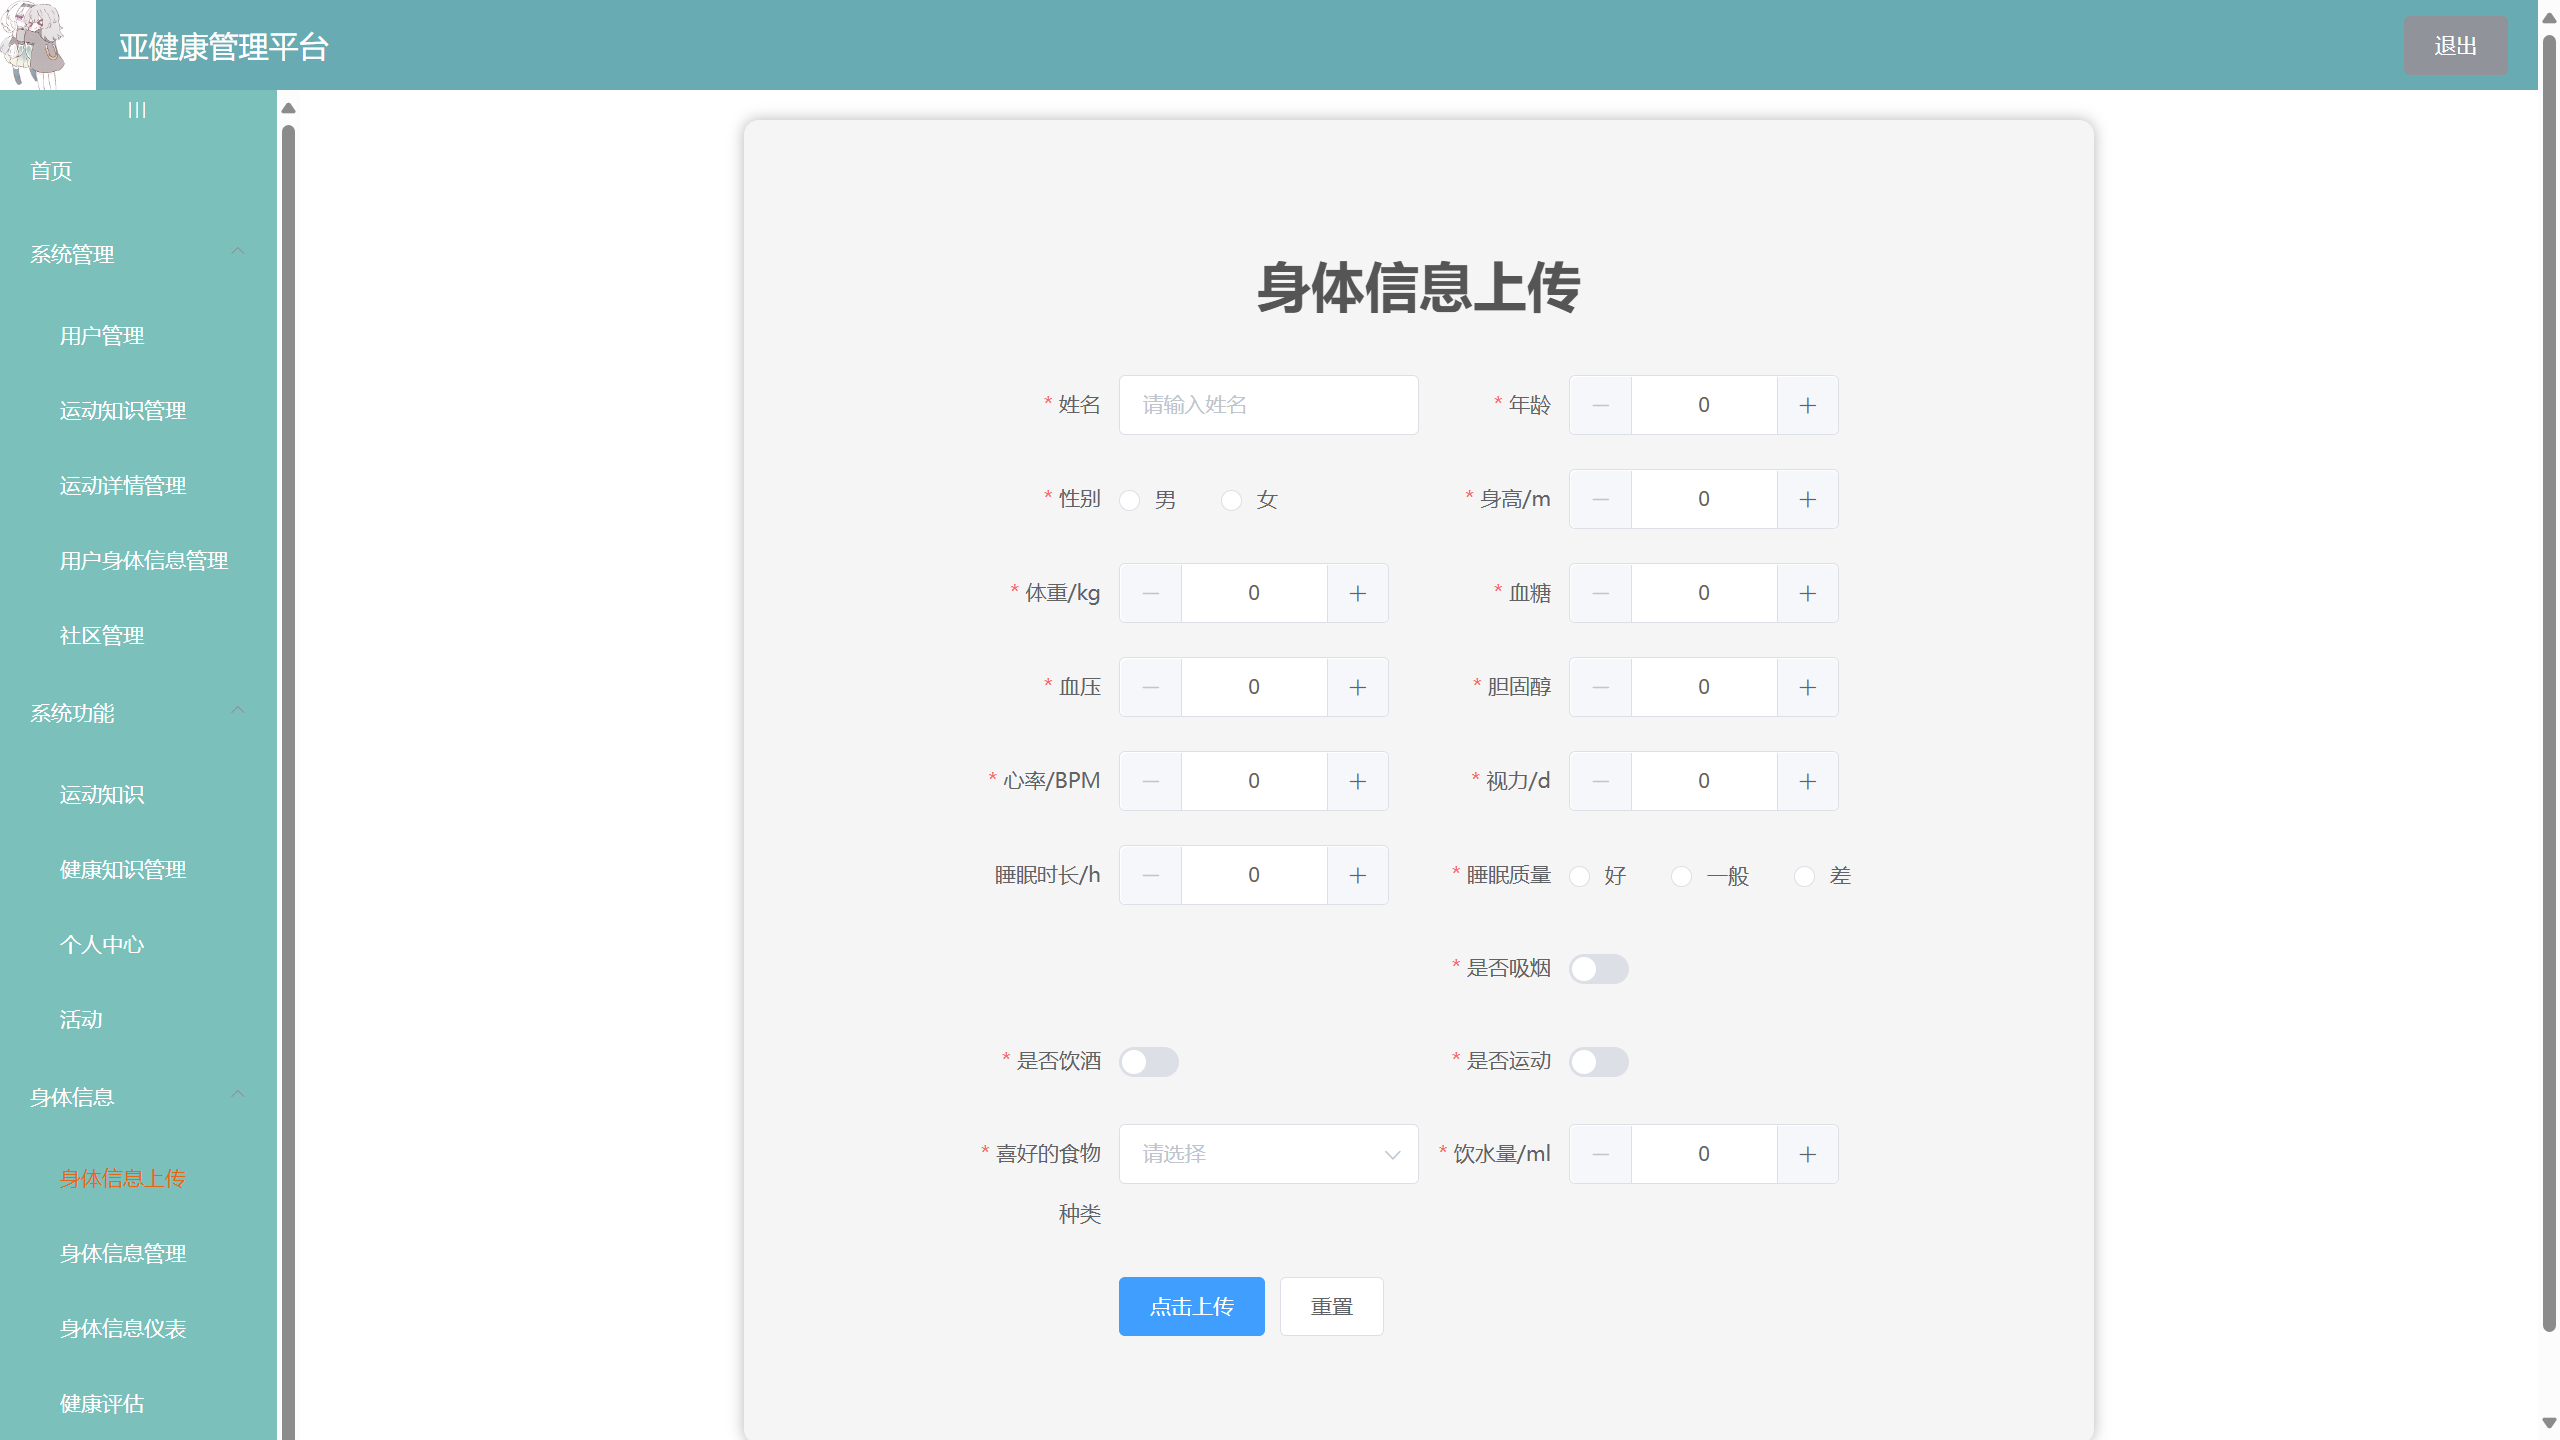 亚健康管理平台
退出
首页
系统管理
用户管理
运动知识管理
运动详情管理
用户身体信息管理
社区管理
系统功能
运动知识
健康知识管理
个人中心
活动
身体信息
身体信息上传
身体信息管理
身体信息仪表
健康评估
身体信息上传
* 姓名 请输入姓名 * 年龄 0
* 性别 男 女 * 身高/m 0
* 体重/kg 0 * 血糖 0
* 血压 0 * 胆固醇 0
* 心率/BPM 0 * 视力/d 0
睡眠时长/h 0 * 睡眠质量 好 一般 差
* 是否吸烟
* 是否饮酒 * 是否运动
* 喜好的食物 请选择 * 饮水量/ml 0
种类
点击上传 重置